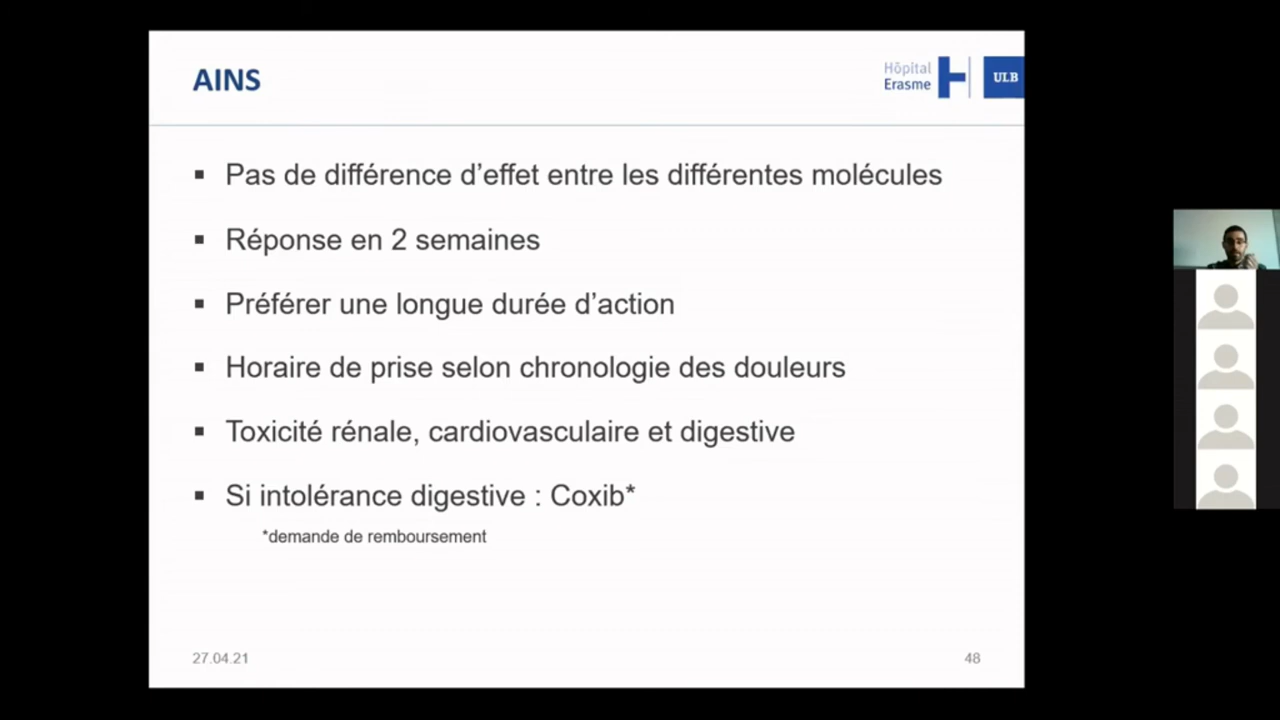 AINS
Hôpital
Erasme
ULB
▪ Pas de différence d'effet entre les différentes molécules
▪ Réponse en 2 semaines
▪ Préférer une longue durée d'action
▪ Horaire de prise selon chronologie des douleurs
▪ Toxicité rénale, cardiovasculaire et digestive
▪ Si intolérance digestive : Coxib*
*demande de remboursement
27.04.21
48